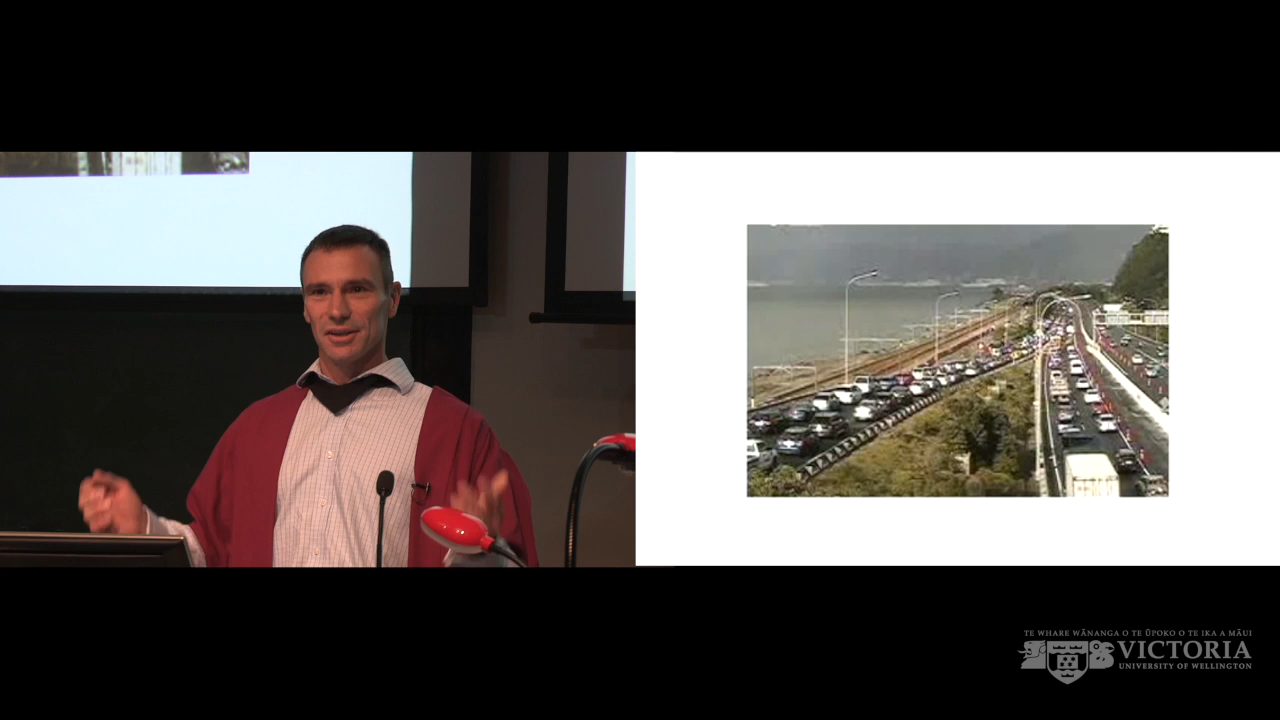 TE WHARE WĀNANGA O TE ŪPOKO O TE IKA A MĀUI
VICTORIA
UNIVERSITY OF WELLINGTON